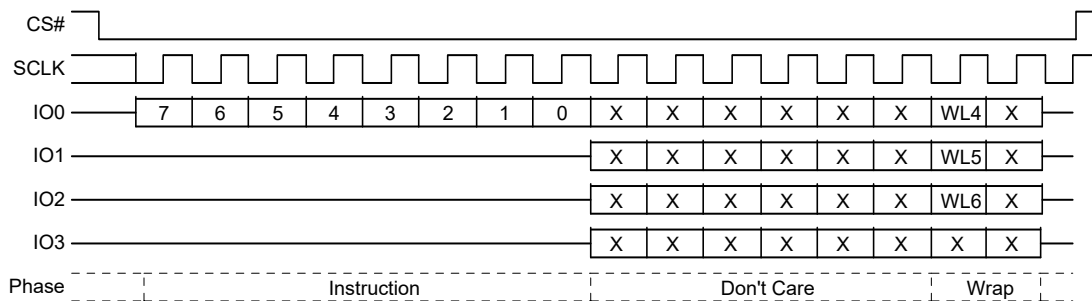 CS#
SCLK
IO0 7 6 5 4 3 2 1 0 X X X X X X WL4 X
IO1 X X X X X X WL5 X
IO2 X X X X X X WL6 X
IO3 X X X X X X X X
Phase Instruction Don't Care Wrap